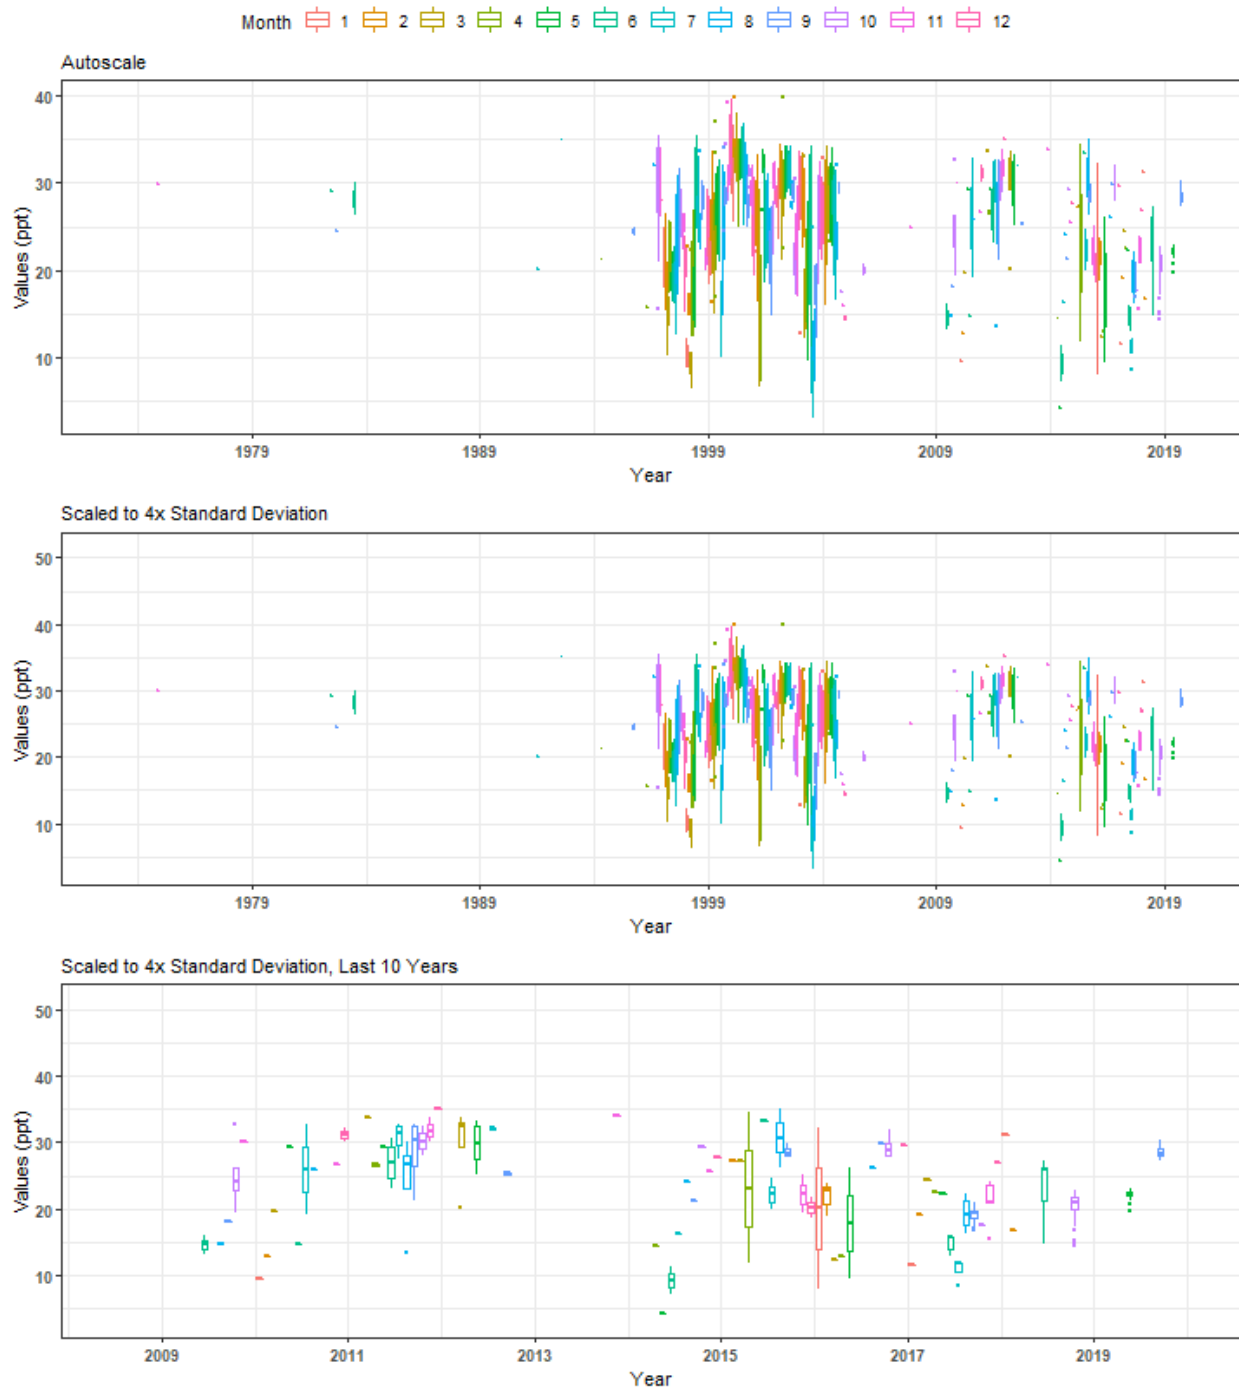 Month 1 2 3 4 5 6 7 8 9 10 11 12
Autoscale
40
30
20
10
Values (ppt)
1979 1989 1999 2009 2019
Year
Scaled to 4x Standard Deviation
50
40
30
20
10
Values (ppt)
1979 1989 1999 2009 2019
Year
Scaled to 4x Standard Deviation, Last 10 Years
50
40
30
20
10
Values (ppt)
2009 2011 2013 2015 2017 2019
Year